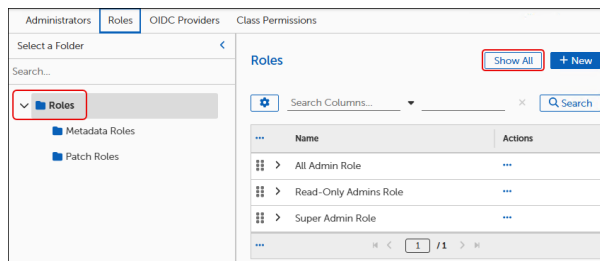 Administrators Roles OIDC Providers Class Permissions
Select a Folder
Search...
Roles
Metadata Roles
Patch Roles
Roles Show All + New
Search Columns... Search
Name Actions
All Admin Role
Read-Only Admins Role
Super Admin Role
1 / 1